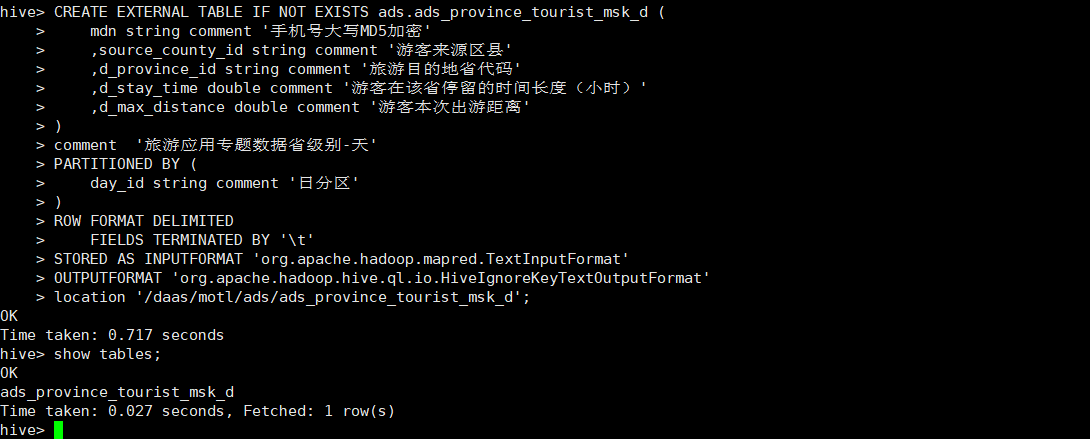 hive> CREATE EXTERNAL TABLE IF NOT EXISTS ads.ads_province_tourist_msk_d (
    >     mdn string comment '手机号大写MD5加密'
    >     ,source_county_id string comment '游客来源区县'
    >     ,d_province_id string comment '旅游目的地省代码'
    >     ,d_stay_time double comment '游客在该省停留的时间长度（小时）'
    >     ,d_max_distance double comment '游客本次出游距离'
    > )
    > comment  '旅游应用专题数据省级别-天'
    > PARTITIONED BY (
    >     day_id string comment '日分区'
    > )
    > ROW FORMAT DELIMITED
    >     FIELDS TERMINATED BY '\t'
    > STORED AS INPUTFORMAT 'org.apache.hadoop.mapred.TextInputFormat'
    > OUTPUTFORMAT 'org.apache.hadoop.hive.ql.io.HiveIgnoreKeyTextOutputFormat'
    > location '/daas/motl/ads/ads_province_tourist_msk_d';
OK
Time taken: 0.717 seconds
hive> show tables;
OK
ads_province_tourist_msk_d
Time taken: 0.027 seconds, Fetched: 1 row(s)
hive>